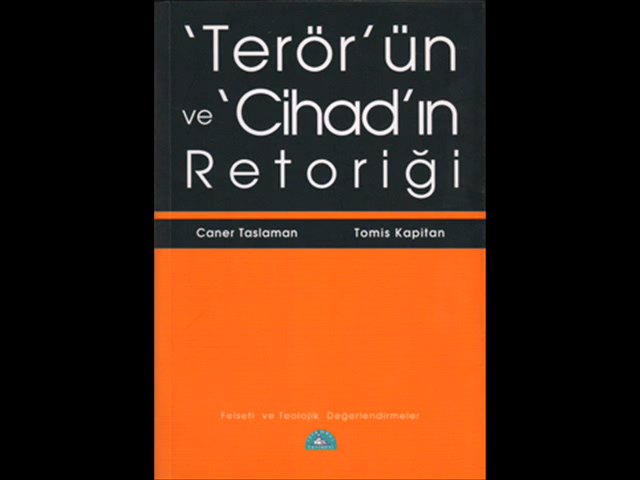 'Terör'ün
ve 'Cihad'ın
Retoriği
Caner Taslaman Tomis Kapitan
Felsefi ve Teolojik Değerlendirmeler